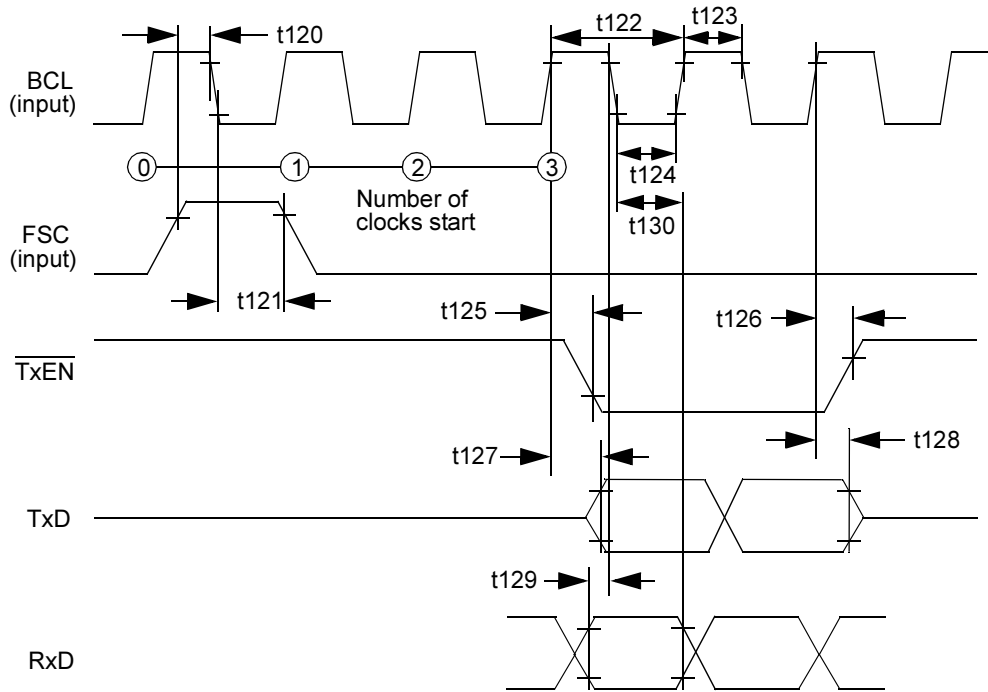 t120
t122
t123
BCL
(input)
0
1
2
3
t124
Number of
clocks start
t130
FSC
(input)
t121
t125
t126
TxEN
t127
t128
TxD
t129
RxD